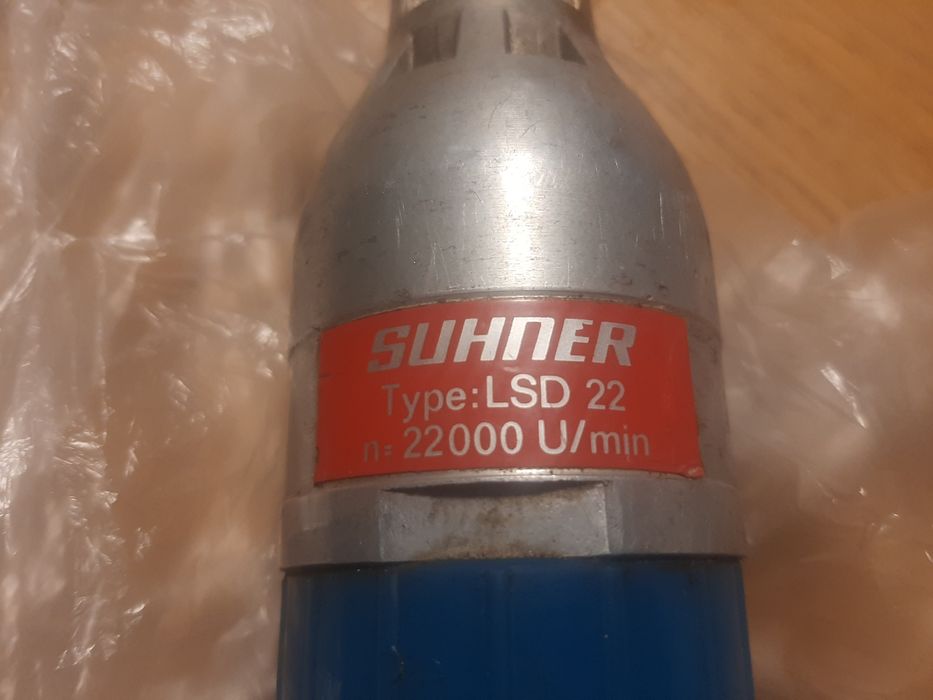 SUHNER
Type: LSD 22
n= 22000 U/min